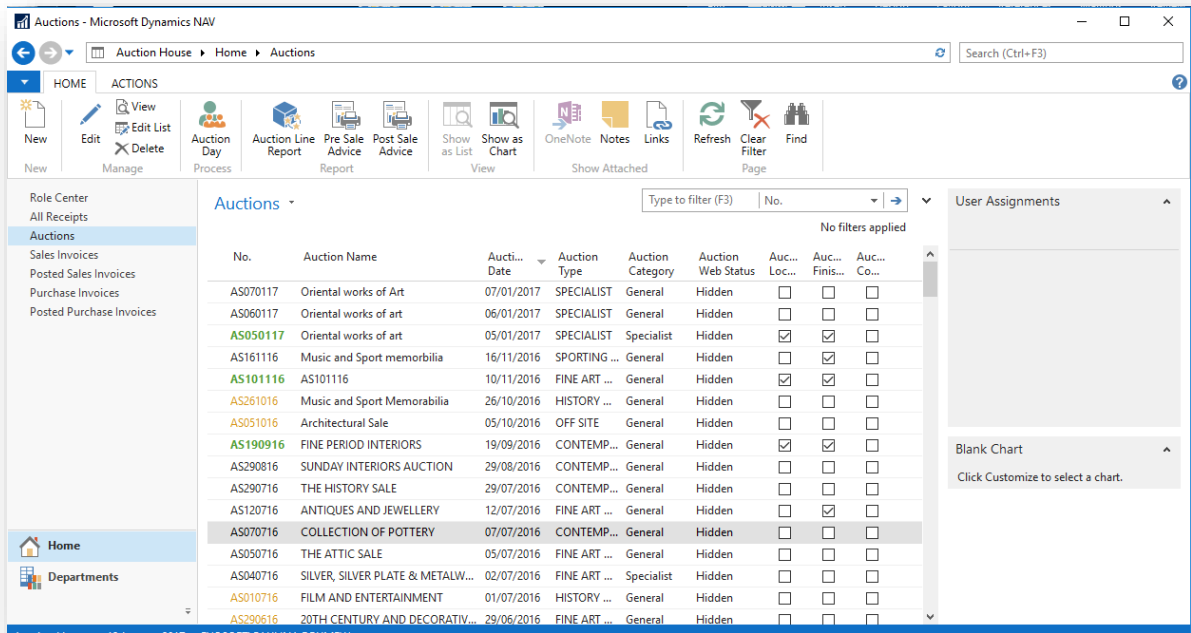 Auctions - Microsoft Dynamics NAV
Auction House Home Auctions
Search (Ctrl+F3)
HOME ACTIONS
New
Edit
View
Edit List
Delete
Auction Day
Auction Line Report
Pre Sale Advice
Post Sale Advice
Show as List
Show as Chart
OneNote
Notes
Links
Refresh
Clear Filter
Find
New Manage Process Report View Show Attached Page
Role Center
All Receipts
Auctions
Sales Invoices
Posted Sales Invoices
Purchase Invoices
Posted Purchase Invoices
Home
Departments
Auctions
Type to filter (F3) No.
No filters applied
No. Auction Name Aucti... Date Auction Type Auction Category Auction Web Status Auc... Loc... Auc... Finis... Auc... Co...
AS070117 Oriental works of Art 07/01/2017 SPECIALIST General Hidden
AS060117 Oriental works of art 06/01/2017 SPECIALIST General Hidden
AS050117 Oriental works of art 05/01/2017 SPECIALIST Specialist Hidden
AS161116 Music and Sport memorbilia 16/11/2016 SPORTING ... General Hidden
AS101116 AS101116 10/11/2016 FINE ART ... General Hidden
AS261016 Music and Sport Memorabilia 26/10/2016 HISTORY ... General Hidden
AS051016 Architectural Sale 05/10/2016 OFF SITE General Hidden
AS190916 FINE PERIOD INTERIORS 19/09/2016 CONTEMP... General Hidden
AS290816 SUNDAY INTERIORS AUCTION 29/08/2016 CONTEMP... General Hidden
AS290716 THE HISTORY SALE 29/07/2016 CONTEMP... General Hidden
AS120716 ANTIQUES AND JEWELLERY 12/07/2016 FINE ART ... General Hidden
AS070716 COLLECTION OF POTTERY 07/07/2016 CONTEMP... General Hidden
AS050716 THE ATTIC SALE 05/07/2016 FINE ART ... General Hidden
AS040716 SILVER, SILVER PLATE & METALW... 02/07/2016 FINE ART ... Specialist Hidden
AS010716 FILM AND ENTERTAINMENT 01/07/2016 HISTORY ... General Hidden
AS290616 20TH CENTURY AND DECORATIV... 29/06/2016 FINE ART ... General Hidden
User Assignments
Blank Chart
Click Customize to select a chart.